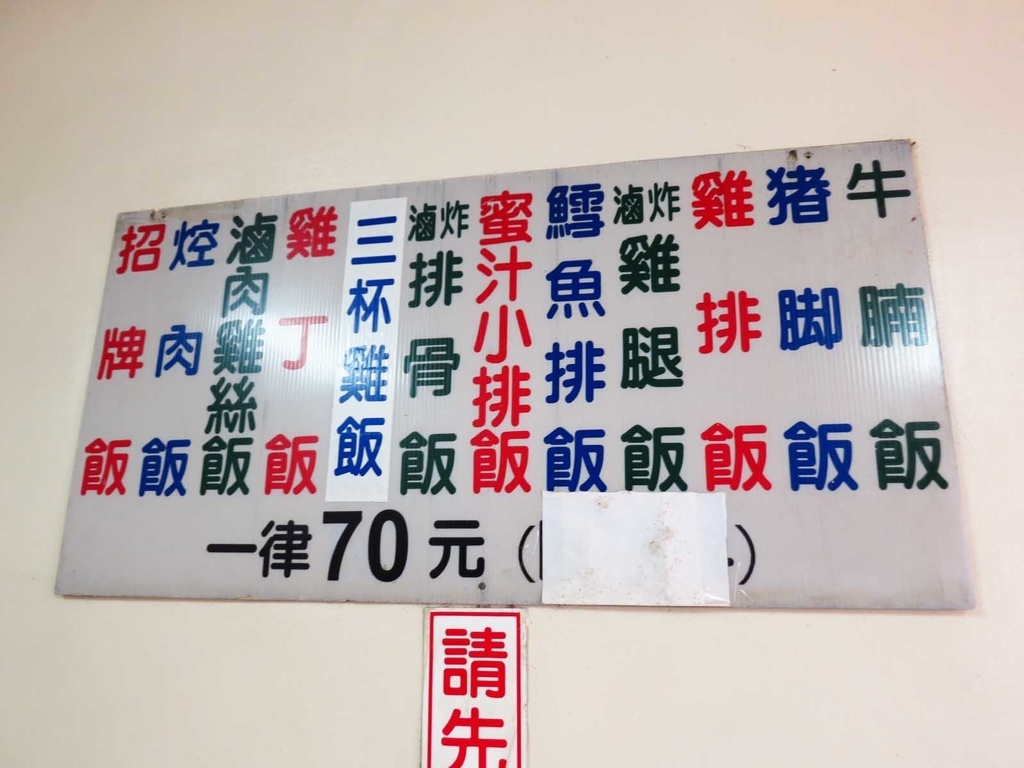 牛腩飯
猪脚飯
雞排飯
滷炸雞腿飯
鱈魚排飯
蜜汁小排飯
滷炸排骨飯
三杯雞飯
雞丁飯
滷肉雞絲飯
焢肉飯
招牌飯
一律70元（ ）
請先